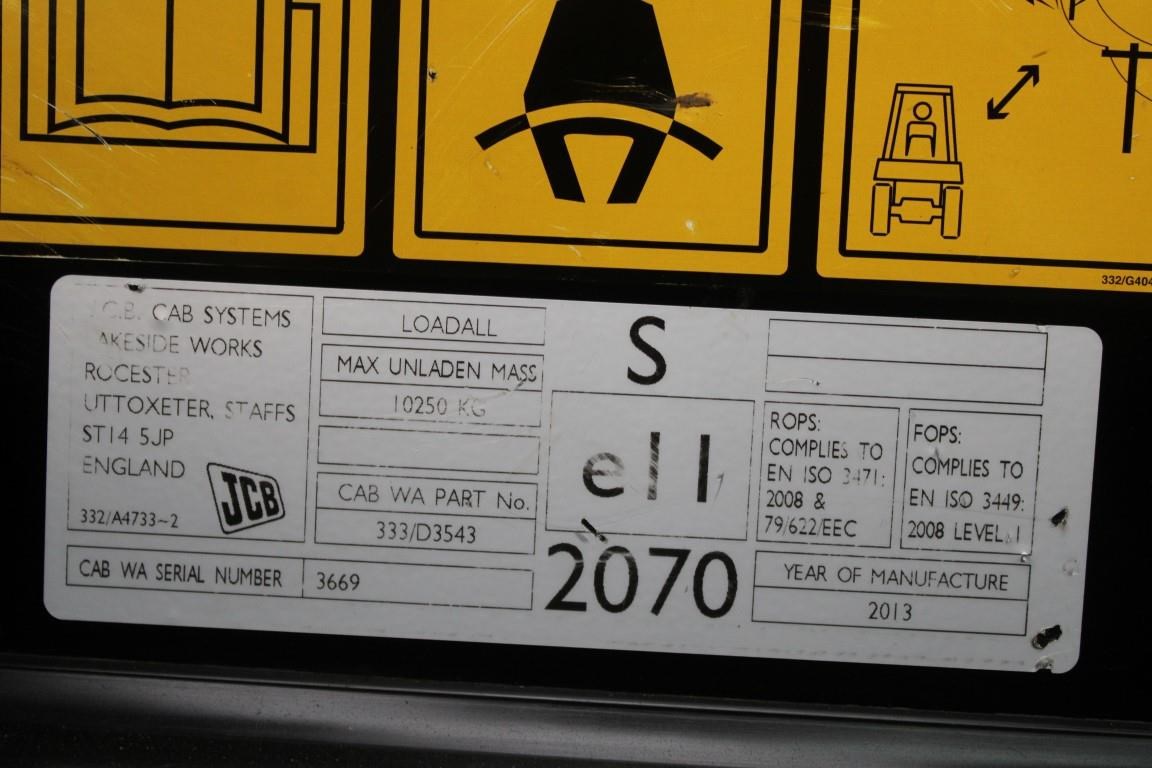 332/G404
J.C.B. CAB SYSTEMS
LAKESIDE WORKS
ROCESTER
UTTOXETER, STAFFS
ST14 5JP
ENGLAND
332/A4733~2
JCB
LOADALL
MAX UNLADEN MASS
10250 KG
CAB WA PART No.
333/D3543
CAB WA SERIAL NUMBER
3669
S
e11
2070
ROPS:
COMPLIES TO
EN ISO 3471:
2008 &
79/622/EEC
FOPS:
COMPLIES TO
EN ISO 3449:
2008 LEVEL I
YEAR OF MANUFACTURE
2013